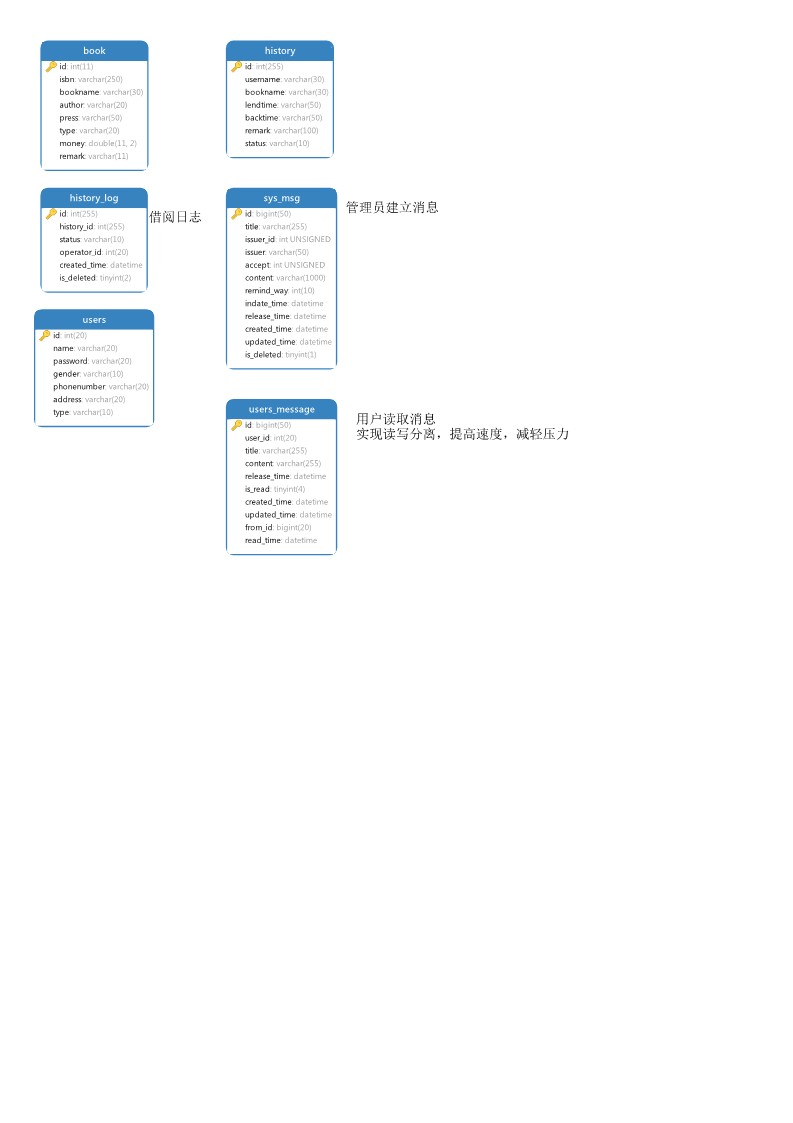 book
id: int(11)
isbn: varchar(250)
bookname: varchar(30)
author: varchar(20)
press: varchar(50)
type: varchar(20)
money: double(11, 2)
remark: varchar(11)
history
id: int(255)
username: varchar(30)
bookname: varchar(30)
lendtime: varchar(50)
backtime: varchar(50)
remark: varchar(100)
status: varchar(10)
history_log
id: int(255)
history_id: int(255)
status: varchar(10)
operator_id: int(20)
created_time: datetime
is_deleted: tinyint(2)
借阅日志
sys_msg
id: bigint(50)
title: varchar(255)
issuer_id: int UNSIGNED
issuer: varchar(50)
accept: int UNSIGNED
content: varchar(1000)
remind_way: int(10)
indate_time: datetime
release_time: datetime
created_time: datetime
updated_time: datetime
is_deleted: tinyint(1)
管理员建立消息
users
id: int(20)
name: varchar(20)
password: varchar(20)
gender: varchar(10)
phonenumber: varchar(20)
address: varchar(20)
type: varchar(10)
users_message
id: bigint(50)
user_id: int(20)
title: varchar(255)
content: varchar(255)
release_time: datetime
is_read: tinyint(4)
created_time: datetime
updated_time: datetime
from_id: bigint(20)
read_time: datetime
用户读取消息
实现读写分离，提高速度，减轻压力